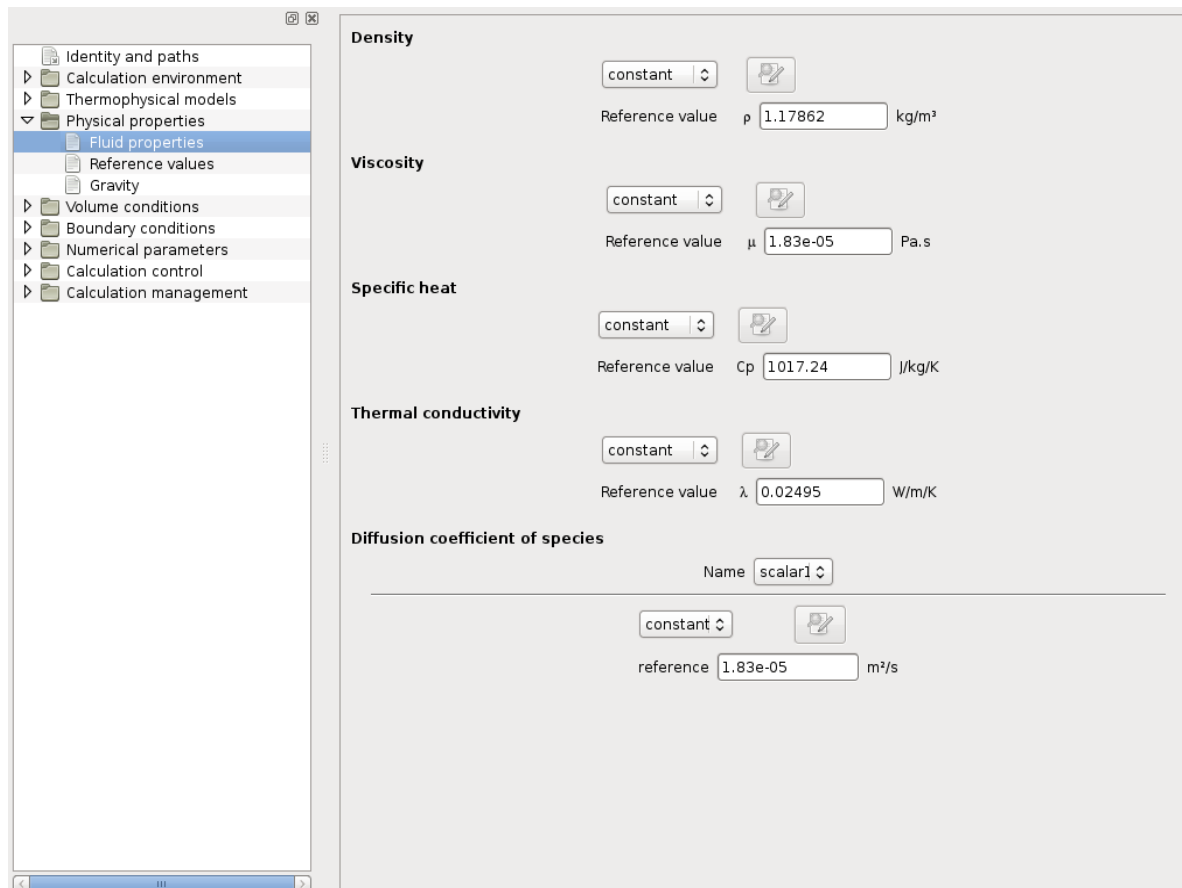 Identity and paths
Calculation environment
Thermophysical models
Physical properties
Fluid properties
Reference values
Gravity
Volume conditions
Boundary conditions
Numerical parameters
Calculation control
Calculation management
Density
constant
Reference value ρ 1.17862 kg/m³
Viscosity
constant
Reference value μ 1.83e-05 Pa.s
Specific heat
constant
Reference value Cp 1017.24 J/kg/K
Thermal conductivity
constant
Reference value λ 0.02495 W/m/K
Diffusion coefficient of species
Name scalar1
constant
reference 1.83e-05 m²/s